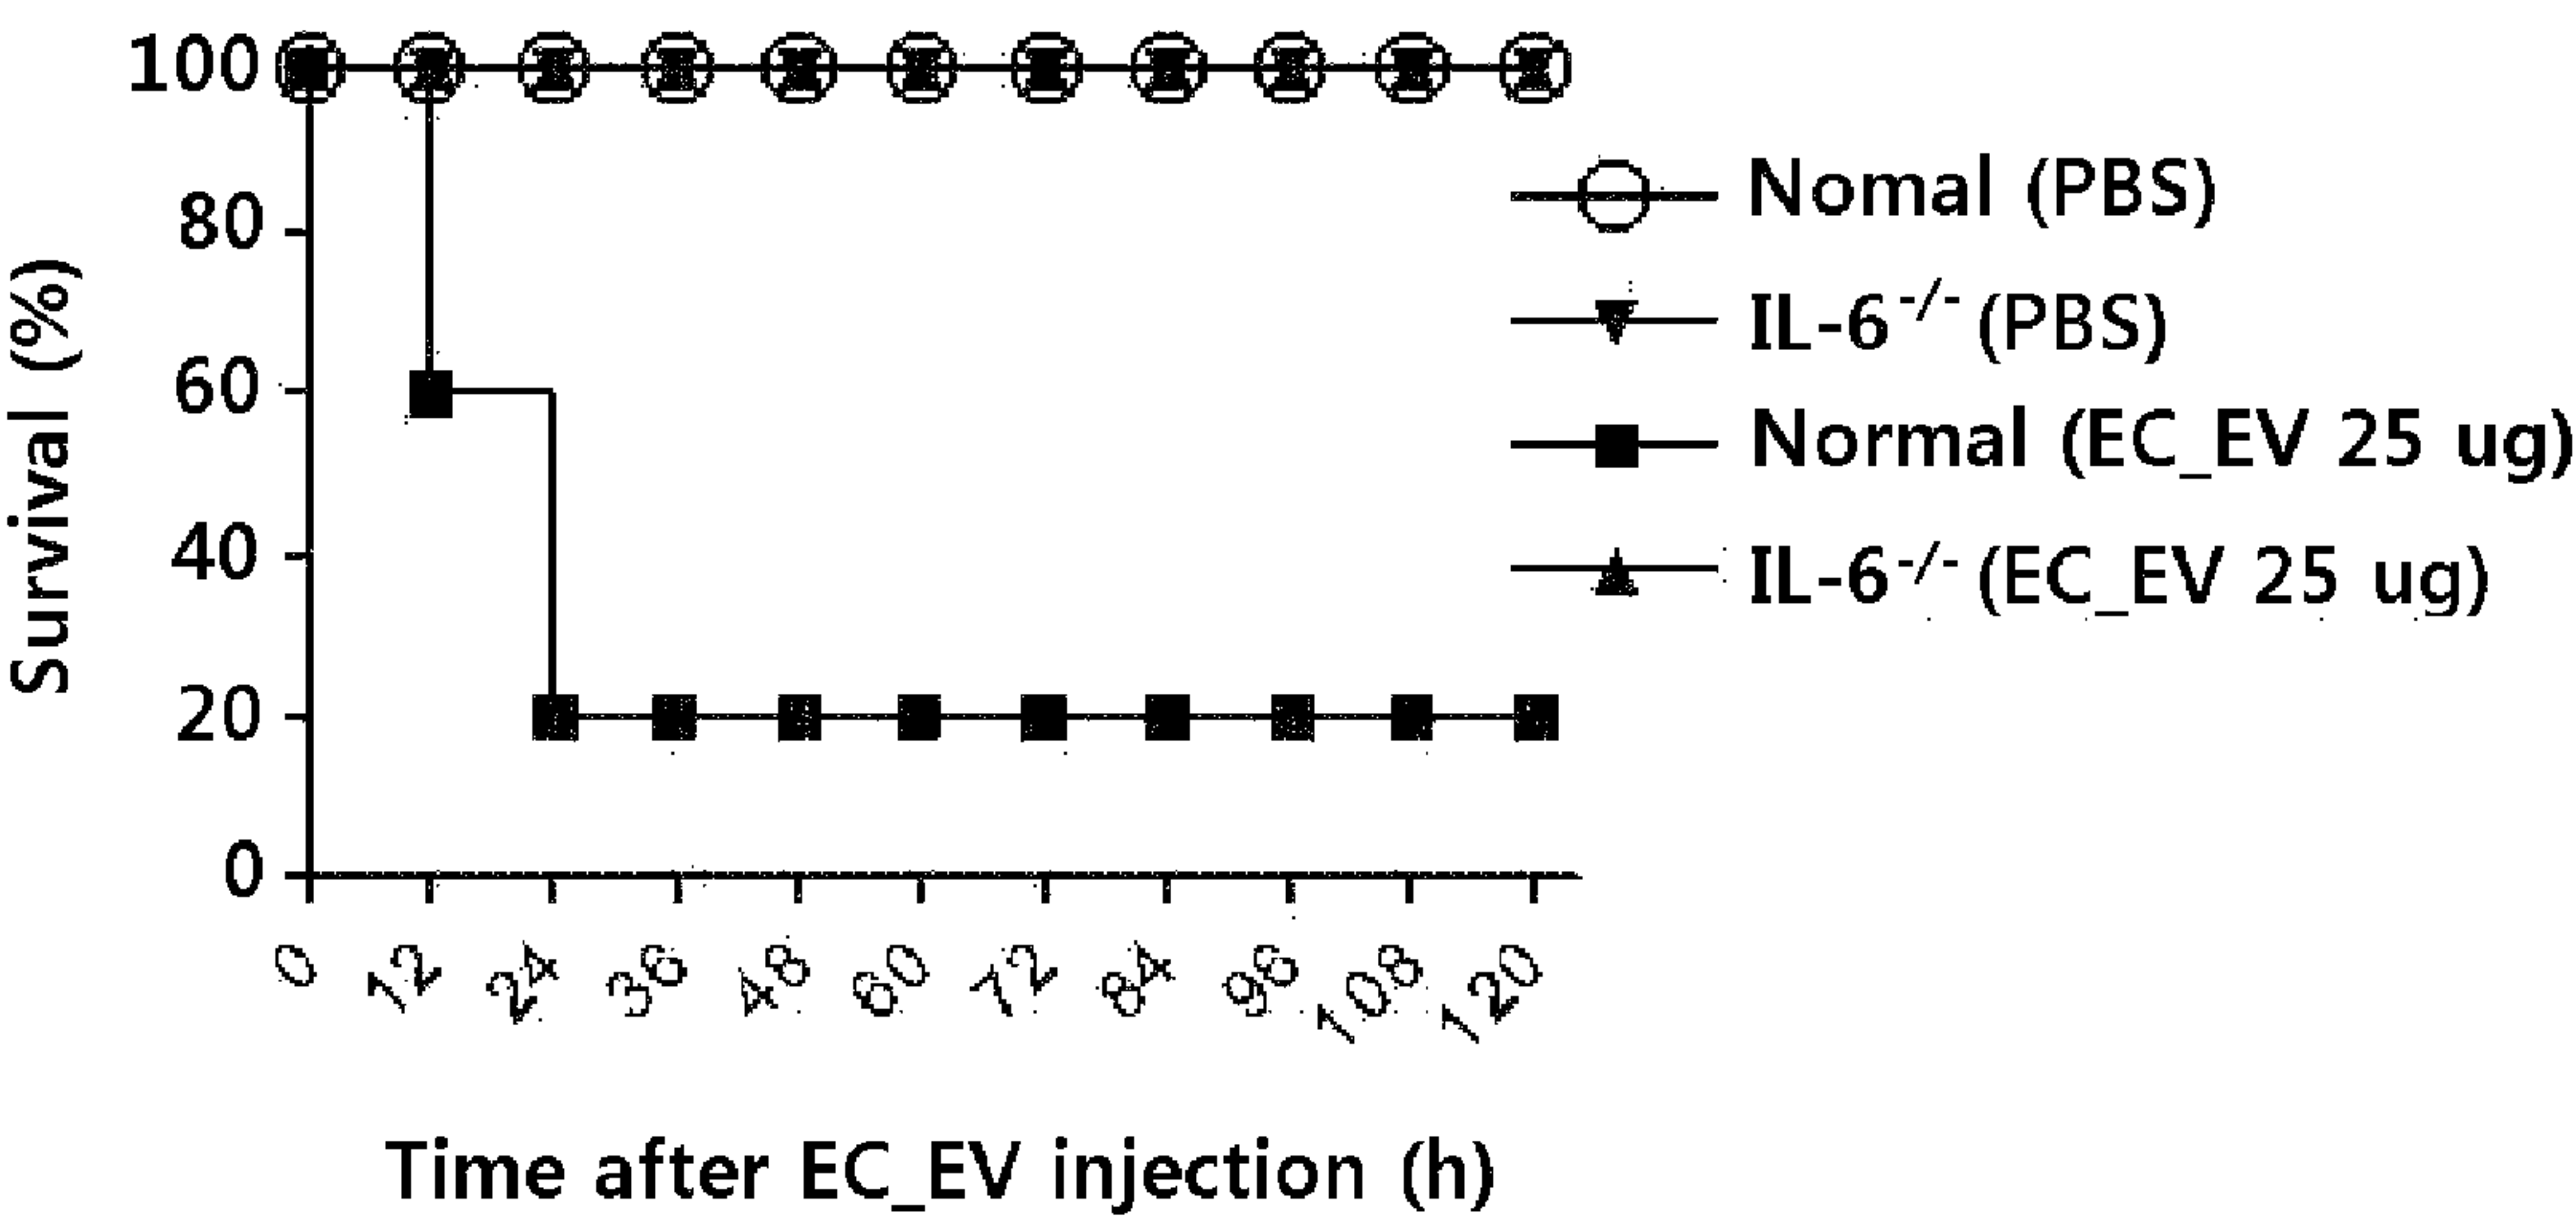 Survival (%)
100
80
60
40
20
0
0 12 24 36 48 60 72 84 96 108 120
Time after EC_EV injection (h)
Nomal (PBS)
IL-6-/- (PBS)
Normal (EC_EV 25 ug)
IL-6-/- (EC_EV 25 ug)